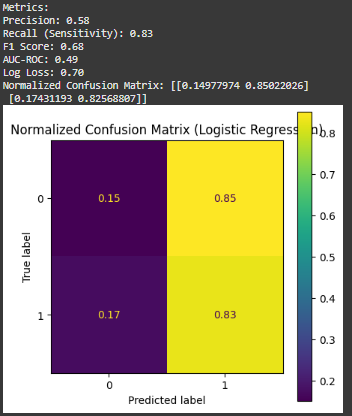 Metrics:
Precision: 0.58
Recall (Sensitivity): 0.83
F1 Score: 0.68
AUC-ROC: 0.49
Log Loss: 0.70
Normalized Confusion Matrix: [[0.14977974 0.85022026]
[0.17431193 0.82568807]]
Normalized Confusion Matrix (Logistic Regression)
0.8
0.7
0.6
0.5
0.4
0.3
0.2
0 0.15 0.85
1 0.17 0.83
True label
0 1
Predicted label